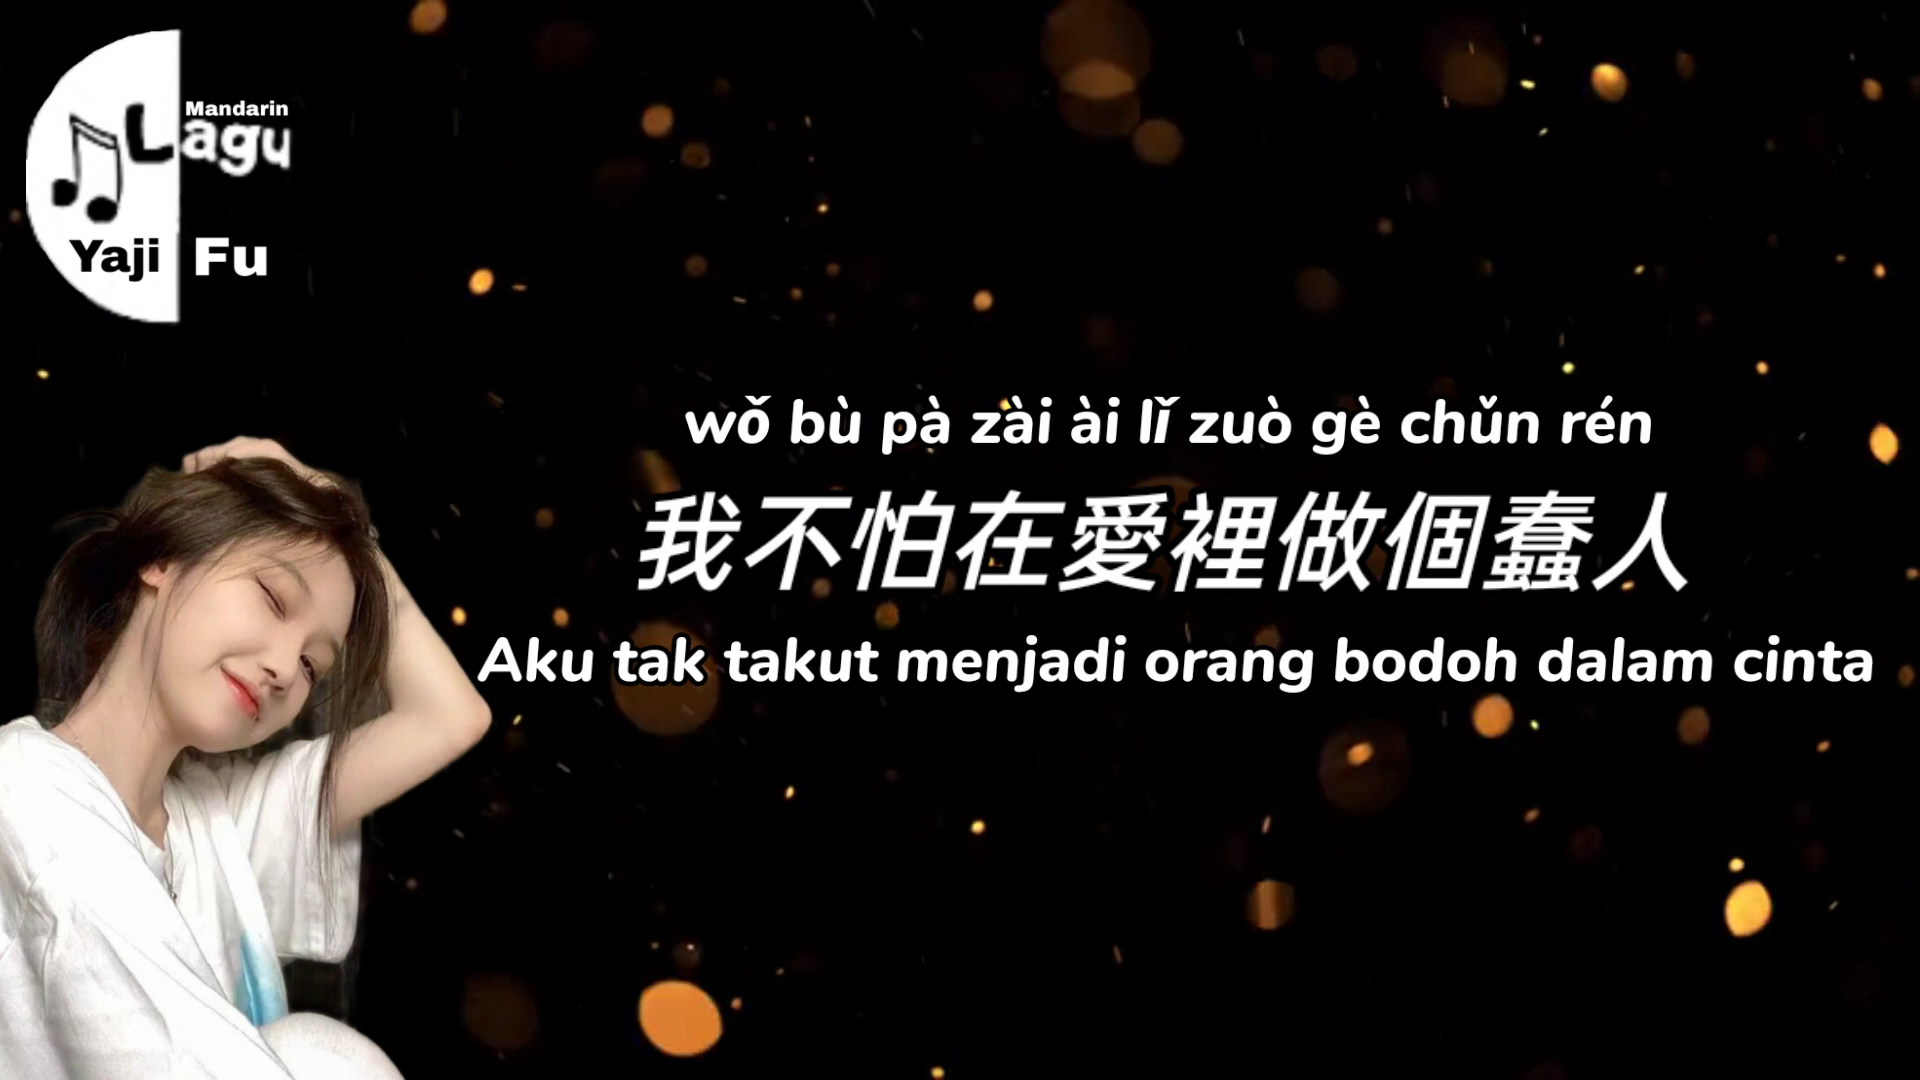 Mandarin
Lagu
Yaji Fu
wǒ bù pà zài ài lǐ zuò gè chǔn rén
我不怕在愛裡做個蠢人
Aku tak takut menjadi orang bodoh dalam cinta